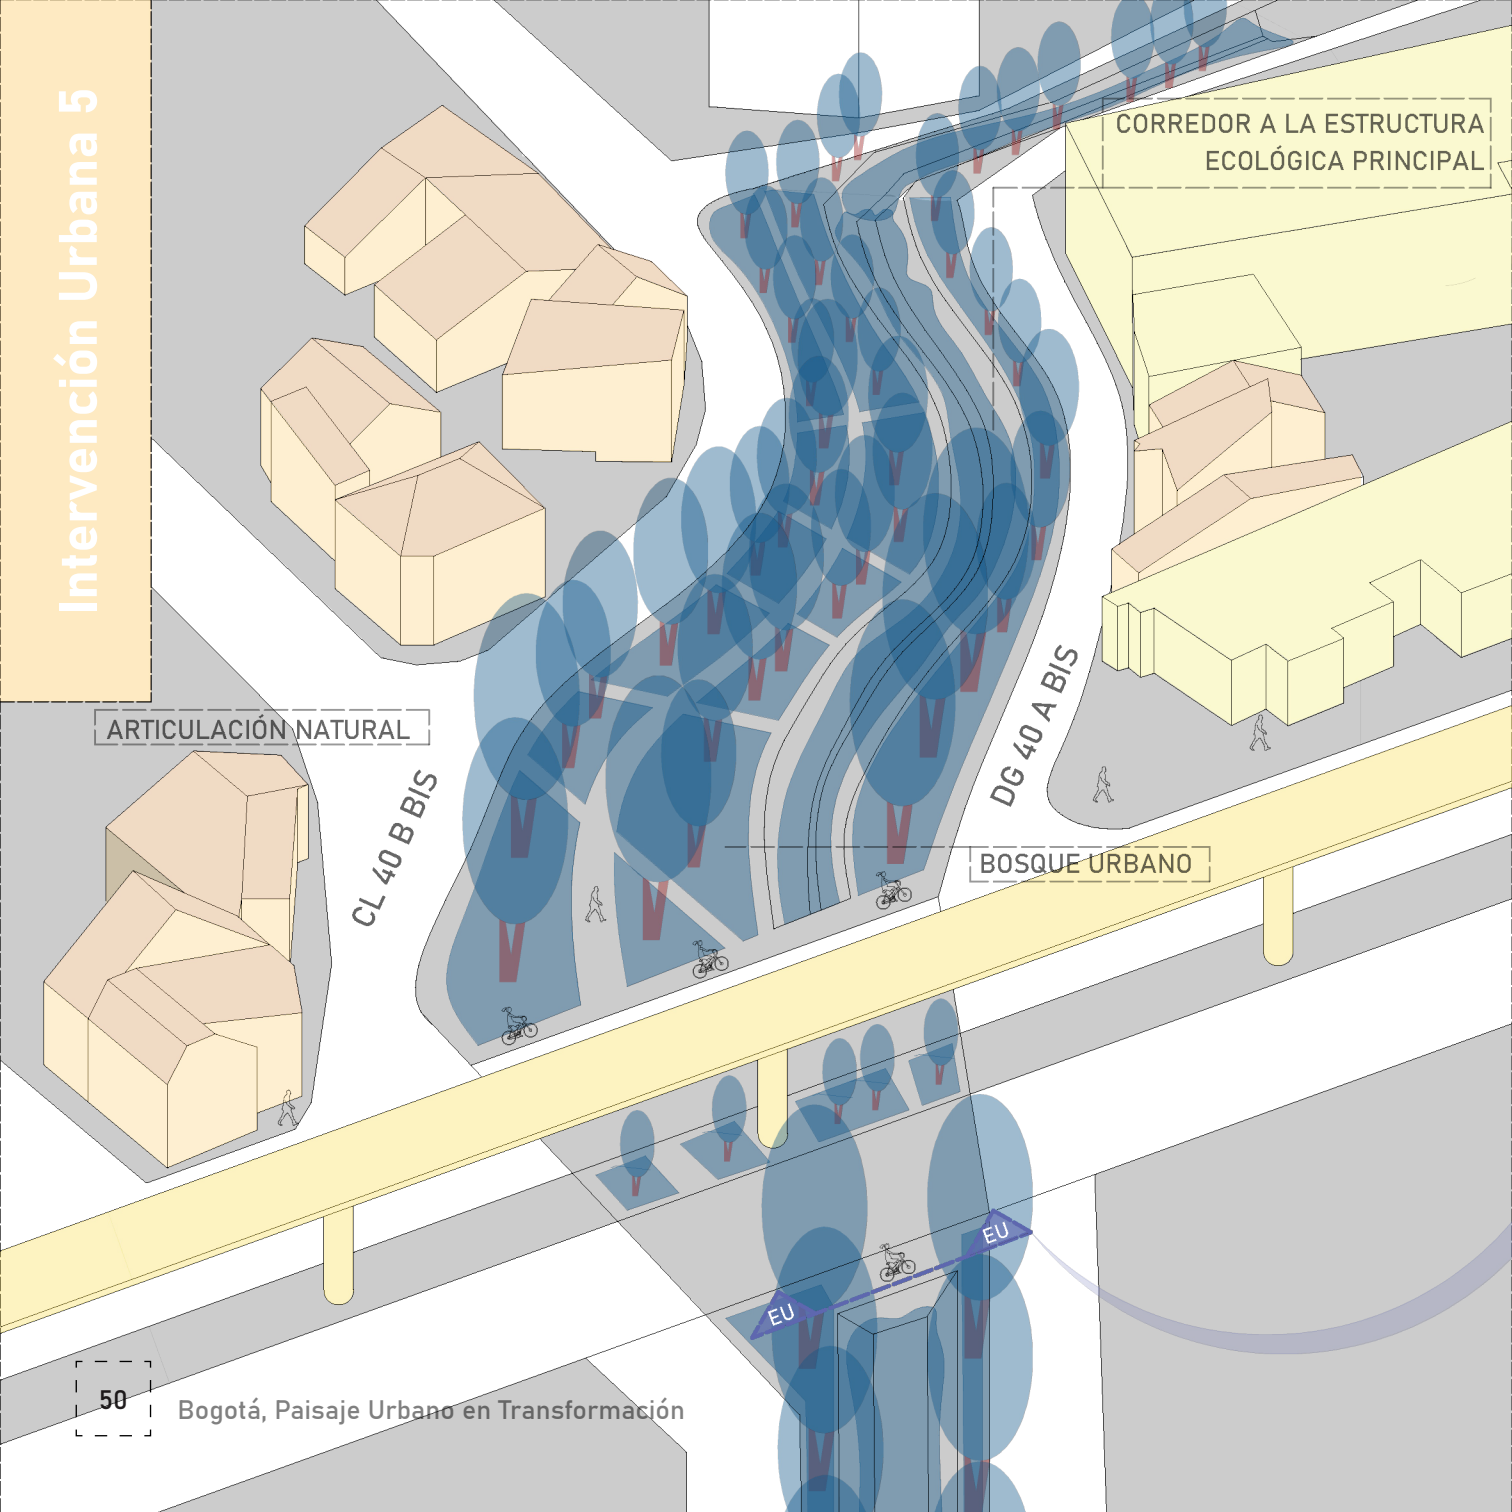 Intervención Urbana 5
CORREDOR A LA ESTRUCTURA
ECOLÓGICA PRINCIPAL
ARTICULACIÓN NATURAL
CL 40 B BIS
DG 40 A BIS
BOSQUE URBANO
EU
EU
50
Bogotá, Paisaje Urbano en Transformación